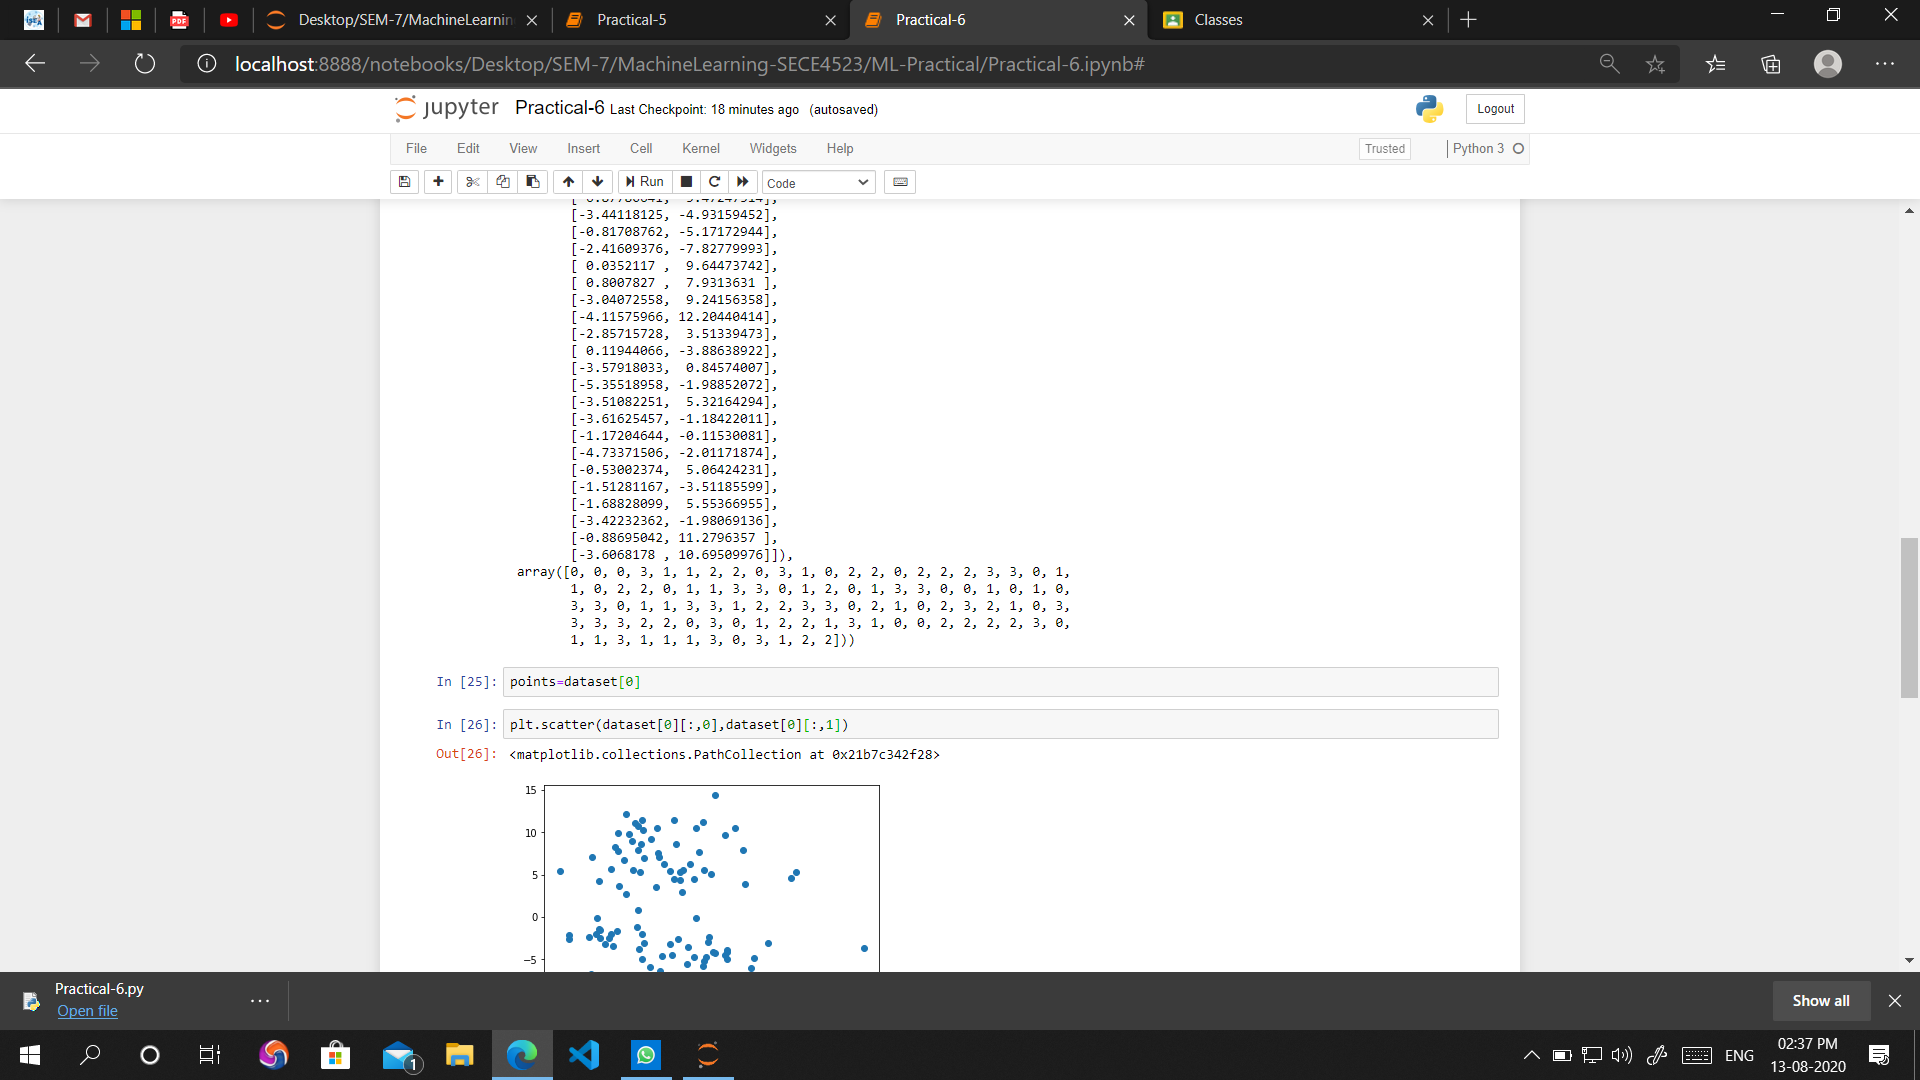 Desktop/SEM-7/MachineLearnin
Practical-5
Practical-6
Classes
localhost:8888/notebooks/Desktop/SEM-7/MachineLearning-SECE4523/ML-Practical/Practical-6.ipynb#
jupyter Practical-6 Last Checkpoint: 18 minutes ago (autosaved)
Logout
File Edit View Insert Cell Kernel Widgets Help
Trusted
Python 3
Run
Code
[-3.44118125, -4.93159452],
[-0.81708762, -5.17172944],
[-2.41609376, -7.82779993],
[ 0.0352117 ,  9.64473742],
[ 0.8007827 ,  7.9313631 ],
[-3.04072558,  9.24156358],
[-4.11575966, 12.20440414],
[-2.85715728,  3.51339473],
[ 0.11944066, -3.88638922],
[-3.57918033,  0.84574007],
[-5.35518958, -1.98852072],
[-3.51082251,  5.32164294],
[-3.61625457, -1.18422011],
[-1.17204644, -0.11530081],
[-4.73371506, -2.01171874],
[-0.53002374,  5.06424231],
[-1.51281167, -3.51185599],
[-1.68828099,  5.55366955],
[-3.42232362, -1.98069136],
[-0.88695042, 11.2796357 ],
[-3.6068178 , 10.69509976]]),
array([0, 0, 0, 3, 1, 1, 2, 2, 0, 3, 1, 0, 2, 2, 0, 2, 2, 2, 3, 3, 0, 1,
1, 0, 2, 2, 0, 1, 1, 3, 3, 0, 1, 2, 0, 1, 3, 3, 0, 0, 1, 0, 1, 0,
3, 3, 0, 1, 1, 3, 3, 1, 2, 2, 3, 3, 0, 2, 1, 0, 2, 3, 2, 1, 0, 3,
3, 3, 3, 2, 2, 0, 3, 0, 1, 2, 2, 1, 3, 1, 0, 0, 2, 2, 2, 2, 3, 0,
1, 1, 3, 1, 1, 1, 3, 0, 3, 1, 2, 2]))
In [25]: points=dataset[0]
In [26]: plt.scatter(dataset[0][:,0],dataset[0][:,1])
Out[26]: <matplotlib.collections.PathCollection at 0x21b7c342f28>
15
10
5
0
−5
Practical-6.py
Open file
Show all
1
ENG
02:37 PM
13-08-2020